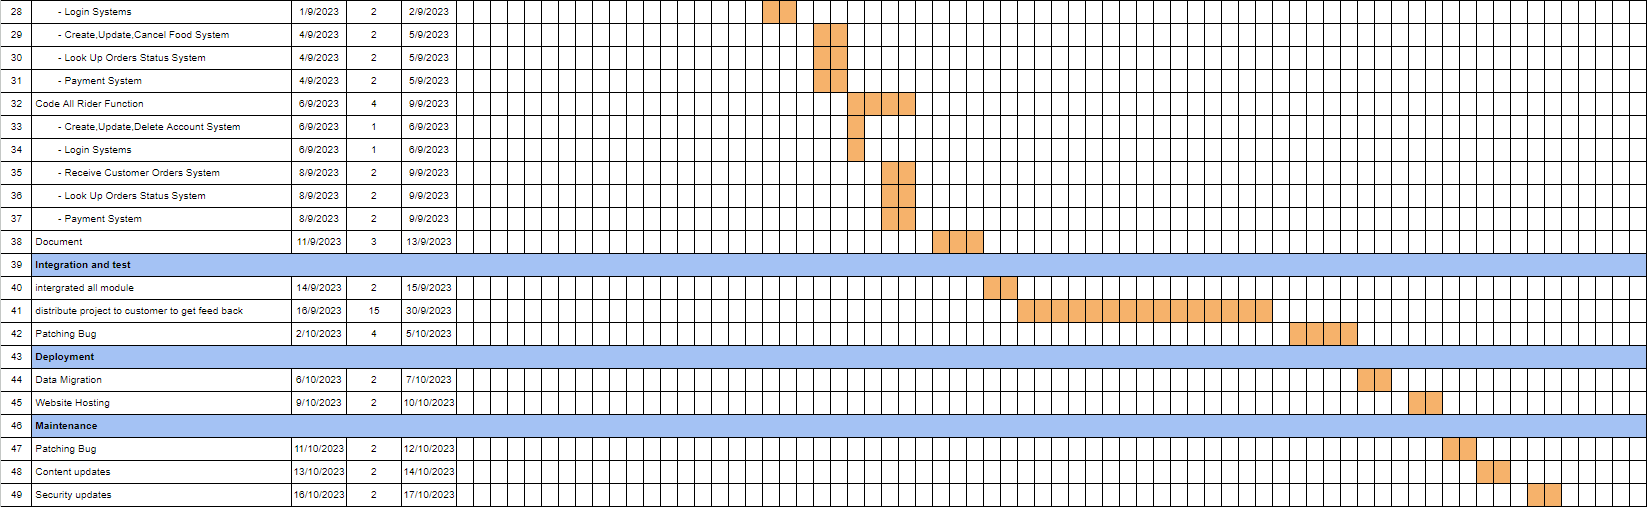 28 - Login Systems 1/9/2023 2 2/9/2023
29 - Create,Update,Cancel Food System 4/9/2023 2 5/9/2023
30 - Look Up Orders Status System 4/9/2023 2 5/9/2023
31 - Payment System 4/9/2023 2 5/9/2023
32 Code All Rider Function 6/9/2023 4 9/9/2023
33 - Create,Update,Delete Account System 6/9/2023 1 6/9/2023
34 - Login Systems 6/9/2023 1 6/9/2023
35 - Receive Customer Orders System 8/9/2023 2 9/9/2023
36 - Look Up Orders Status System 8/9/2023 2 9/9/2023
37 - Payment System 8/9/2023 2 9/9/2023
38 Document 11/9/2023 3 13/9/2023
39 Integration and test
40 intergrated all module 14/9/2023 2 15/9/2023
41 distribute project to customer to get feed back 16/9/2023 15 30/9/2023
42 Patching Bug 2/10/2023 4 5/10/2023
43 Deployment
44 Data Migration 6/10/2023 2 7/10/2023
45 Website Hosting 9/10/2023 2 10/10/2023
46 Maintenance
47 Patching Bug 11/10/2023 2 12/10/2023
48 Content updates 13/10/2023 2 14/10/2023
49 Security updates 16/10/2023 2 17/10/2023